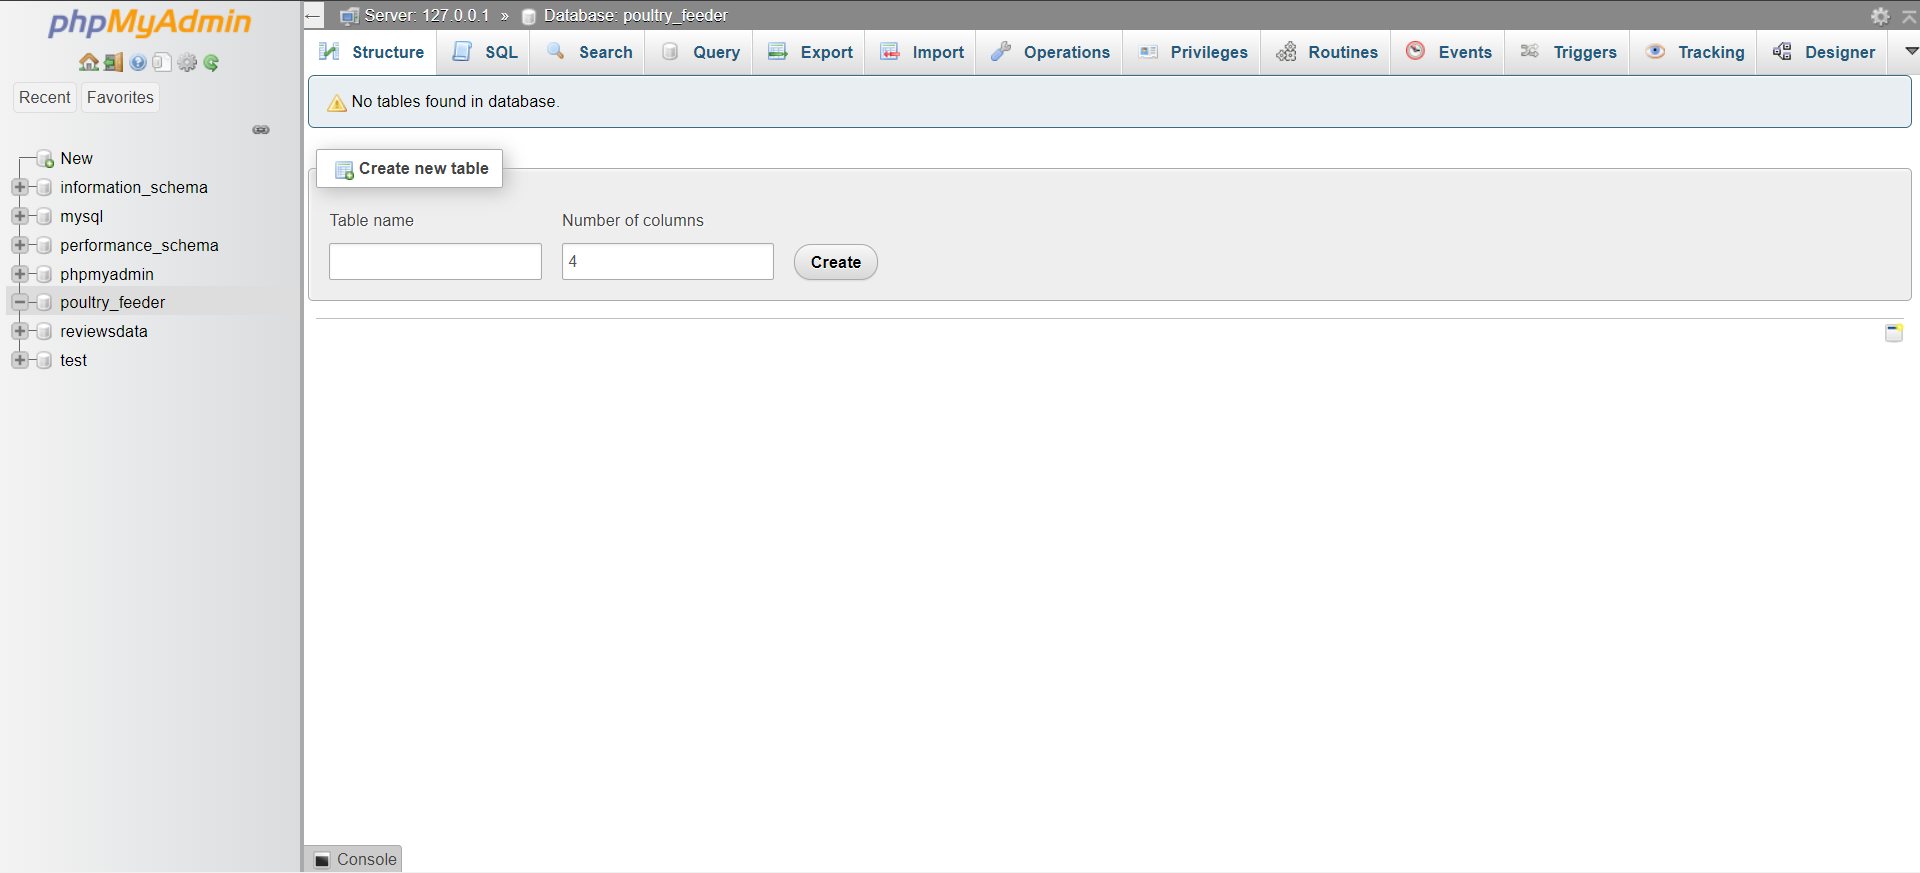 phpMyAdmin
Recent Favorites
New
information_schema
mysql
performance_schema
phpmyadmin
poultry_feeder
reviewsdata
test
Server: 127.0.0.1 » Database: poultry_feeder
Structure SQL Search Query Export Import Operations Privileges Routines Events Triggers Tracking Designer
No tables found in database.
Create new table
Table name Number of columns
4 Create
Console